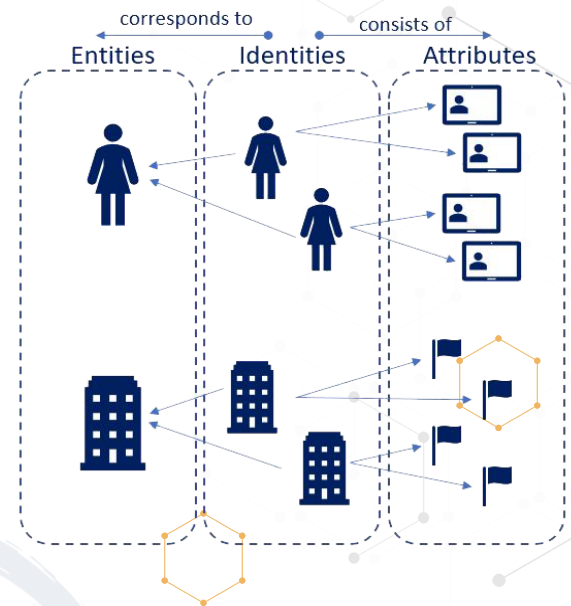 corresponds to
consists of
Entities
Identities
Attributes